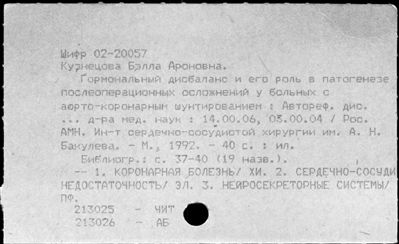 Шифр 02-20057
Кузнецова Бэлла Ароновна.
Гормональный дисбаланс и его роль в патогенезе
послеоперационных осложнений у больных с
аорто-коронарным шунтированием : Автореф. дис.
... д-ра мед. наук : 14.00.06, 03.00.04 / Рос.
АМН. Ин-т сердечно-сосудистой хирургии им. А. Н.
Бакулева. - М., 1992. - 40 с. : ил.
Библиогр.: с. 37-40 (19 назв.).
-- 1. КОРОНАРНАЯ БОЛЕЗНЬ/ ХИ. 2. СЕРДЕЧНО-СОСУДИ
НЕДОСТАТОЧНОСТЬ/ ЭЛ. 3. НЕЙРОСЕКРЕТОРНЫЕ СИСТЕМЫ/
ПФ.
213025 - ЧИТ
213026 - АБ